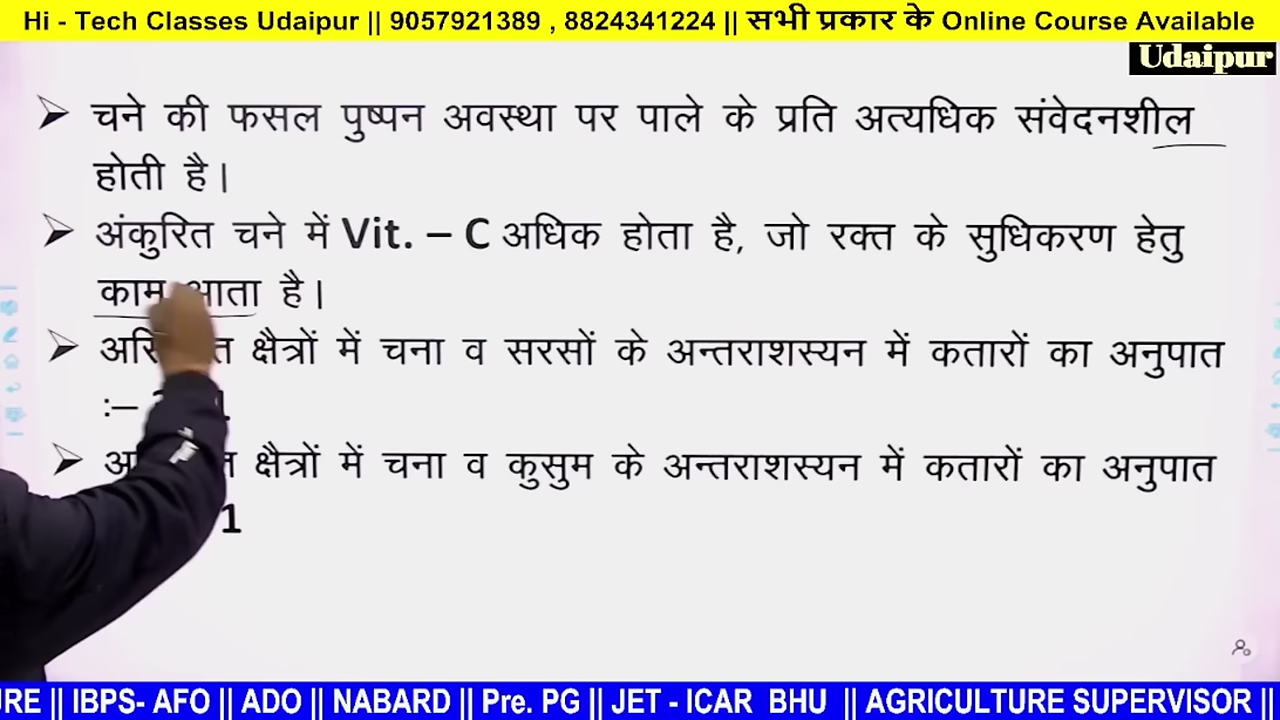 Hi - Tech Classes Udaipur || 9057921389 , 8824341224 || सभी प्रकार के Online Course Available
Udaipur
➢ चने की फसल पुष्पन अवस्था पर पाले के प्रति अत्यधिक संवेदनशील
होती है।
➢ अंकुरित चने में Vit. – C अधिक होता है, जो रक्त के सुधिकरण हेतु
काम आता है।
➢ क्षैत्रों में चना व सरसों के अन्तराशस्यन में कतारों का अनुपात
:–
➢ क्षैत्रों में चना व कुसुम के अन्तराशस्यन में कतारों का अनुपात
1
|| IBPS- AFO || ADO || NABARD || Pre. PG || JET - ICAR BHU || AGRICULTURE SUPERVISOR ||